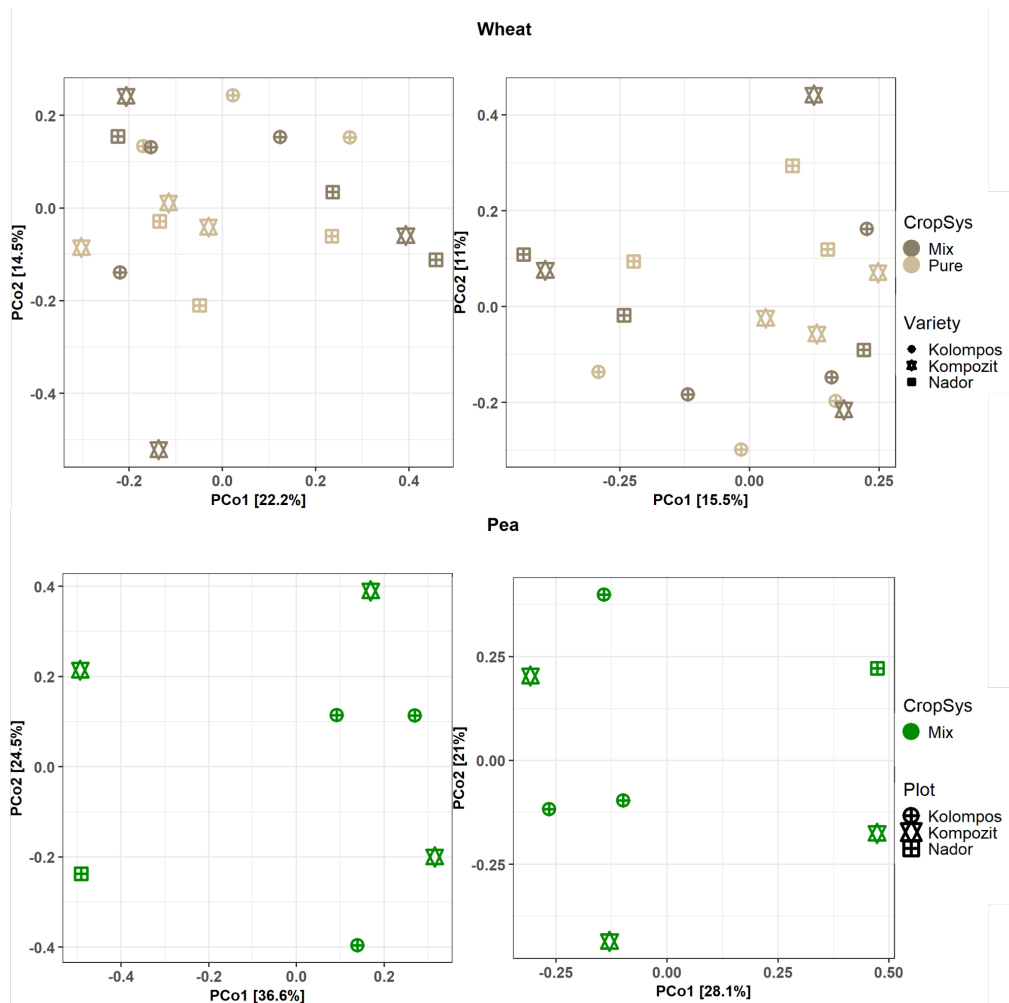 Wheat
0.2
0.0
-0.2
-0.4
PCo2 [14.5%]
-0.2
0.0
0.2
0.4
PCo1 [22.2%]
0.4
0.2
0.0
-0.2
PCo2 [11%]
-0.25
0.00
0.25
PCo1 [15.5%]
CropSys
Mix
Pure
Variety
Kolompos
Kompozit
Nador
Pea
0.4
0.2
0.0
-0.2
-0.4
PCo2 [24.5%]
-0.4
-0.2
0.0
0.2
PCo1 [36.6%]
0.25
0.00
-0.25
PCo2 [21%]
-0.25
0.00
0.25
0.50
PCo1 [28.1%]
CropSys
Mix
Plot
Kolompos
Kompozit
Nador